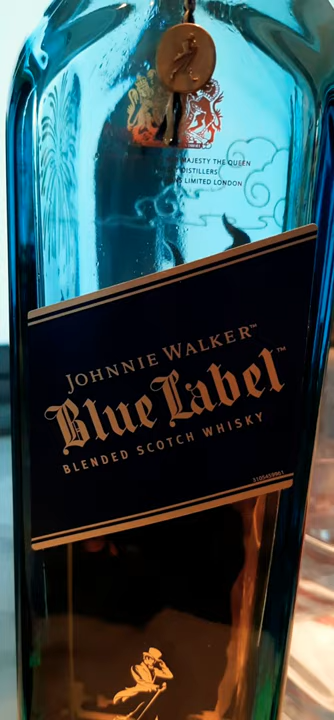 MAJESTY THE QUEEN
DISTILLERS
LIMITED LONDON
JOHNNIE WALKER™
Blue Label™
BLENDED SCOTCH WHISKY